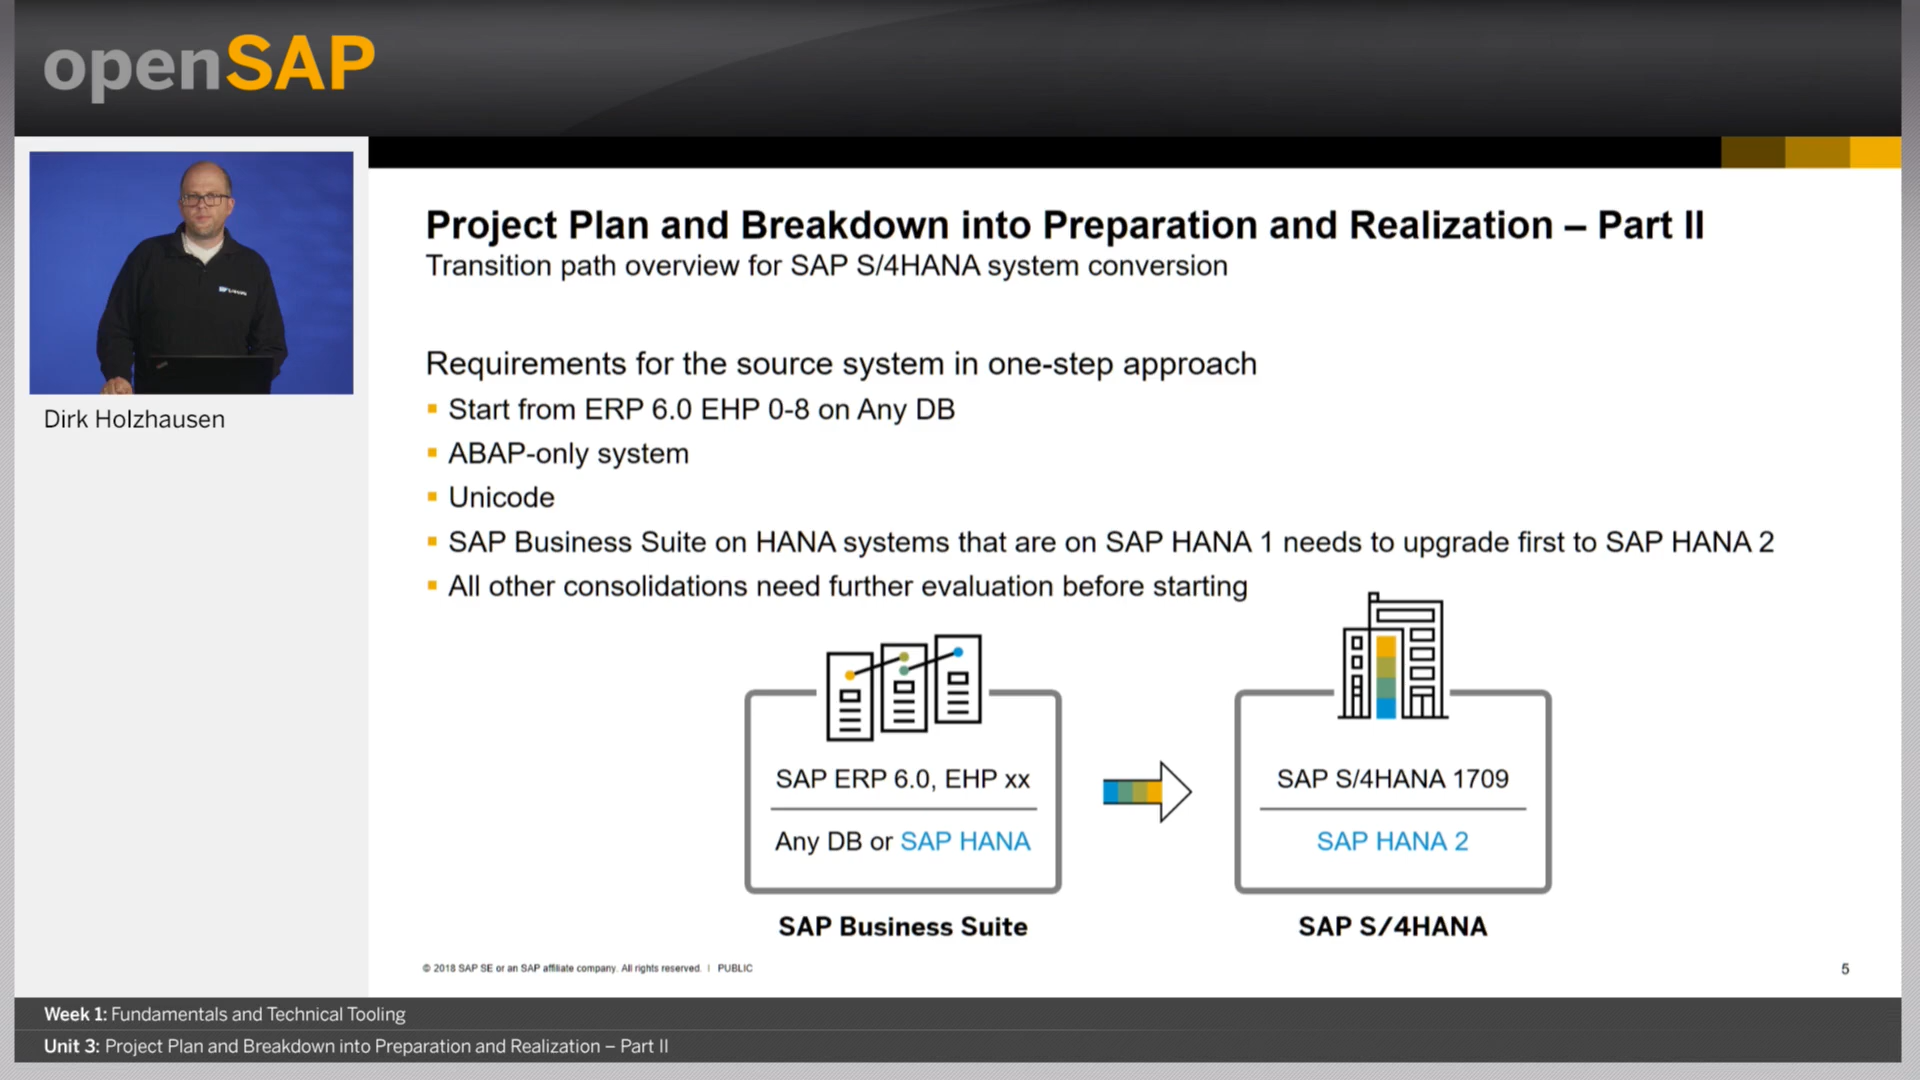 openSAP
Dirk Holzhausen
Project Plan and Breakdown into Preparation and Realization – Part II
Transition path overview for SAP S/4HANA system conversion
Requirements for the source system in one-step approach
Start from ERP 6.0 EHP 0-8 on Any DB
ABAP-only system
Unicode
SAP Business Suite on HANA systems that are on SAP HANA 1 needs to upgrade first to SAP HANA 2
All other consolidations need further evaluation before starting
SAP ERP 6.0, EHP xx
Any DB or SAP HANA
SAP Business Suite
SAP S/4HANA 1709
SAP HANA 2
SAP S/4HANA
© 2018 SAP SE or an SAP affiliate company. All rights reserved. | PUBLIC
5
Week 1: Fundamentals and Technical Tooling
Unit 3: Project Plan and Breakdown into Preparation and Realization – Part II